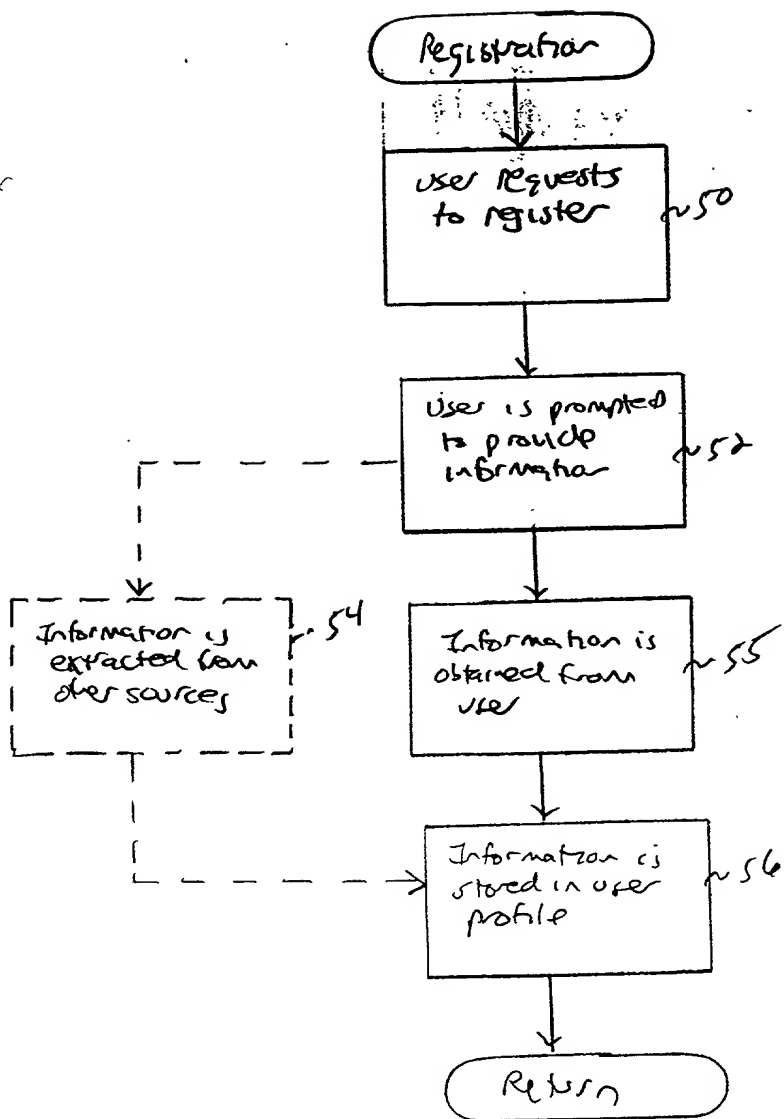 Registration
User requests
to register
~50
User is prompted
to provide
information
~52
Information is
extracted from
other sources
~54
Information is
obtained from
user
~55
Information is
stored in user
profile
~56
Return